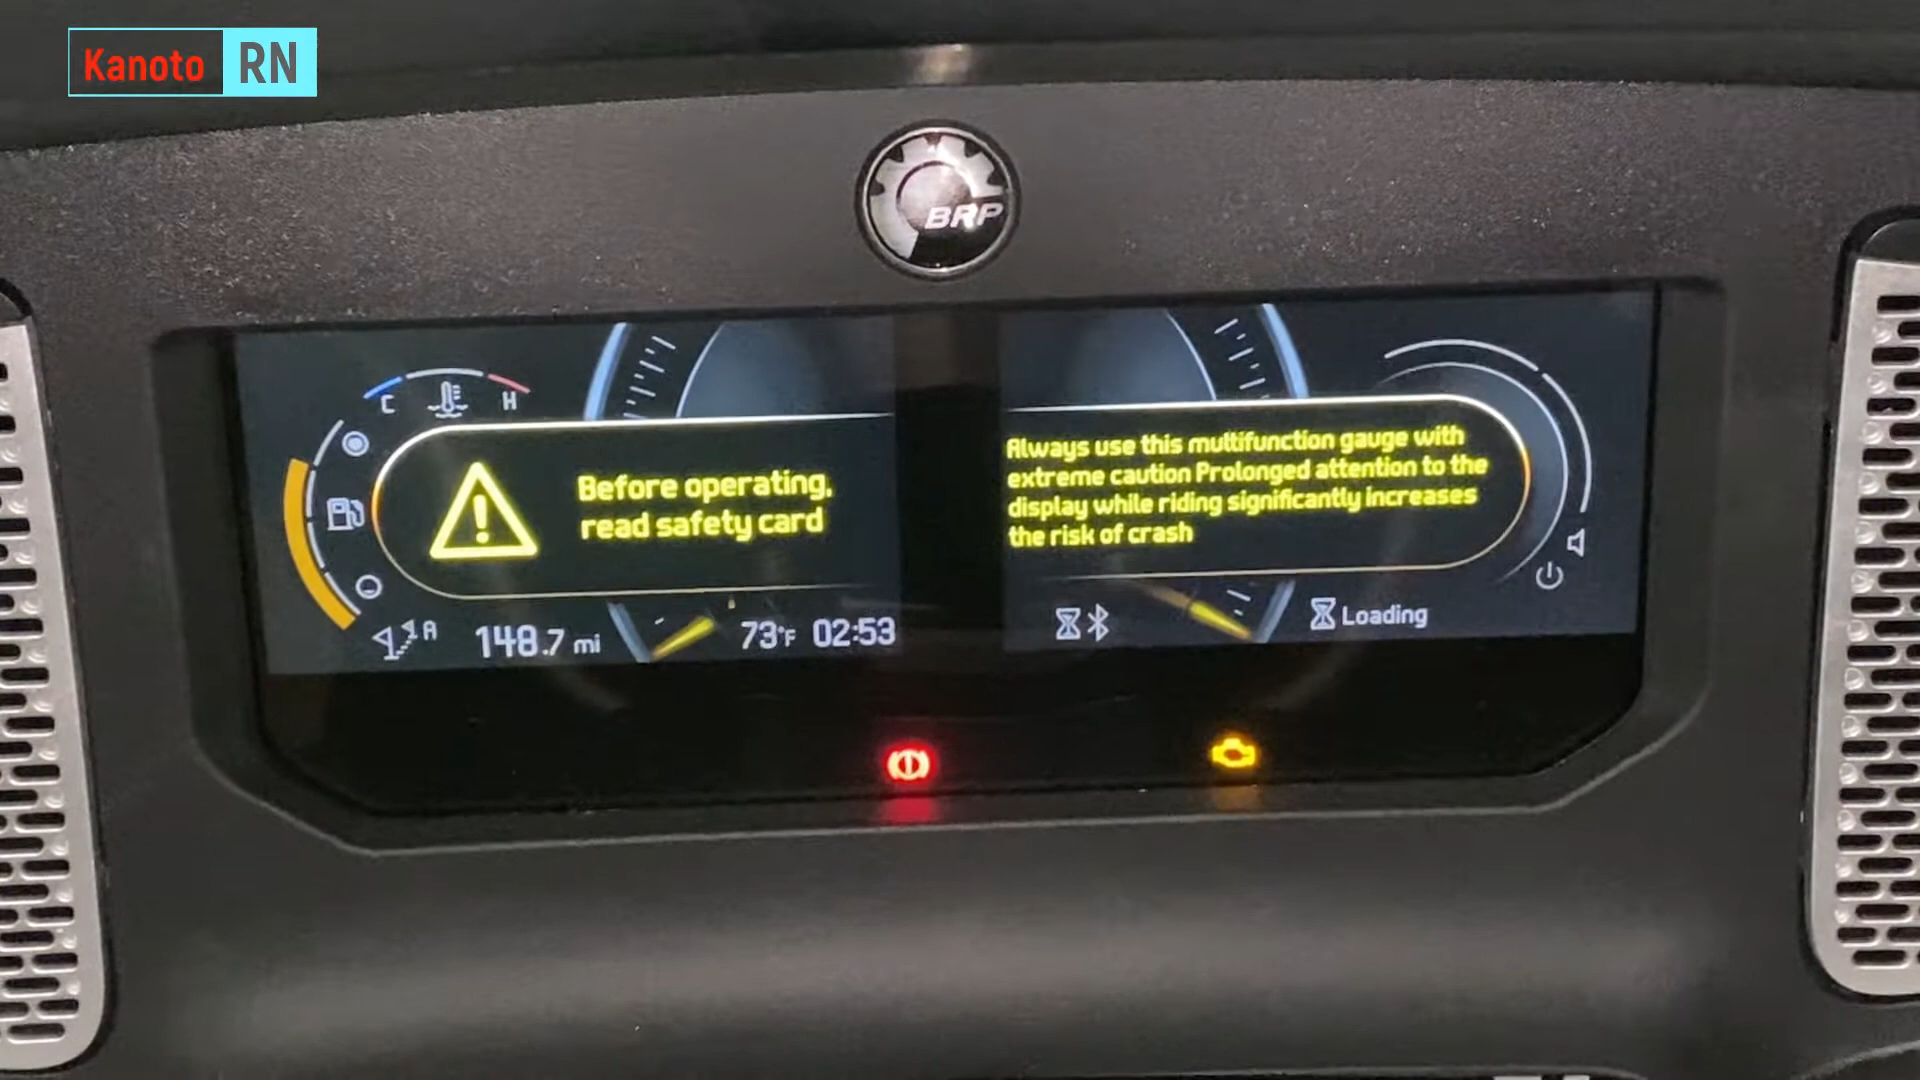 Kanoto RN
BRP
C H
Before operating,
read safety card
Always use this multifunction gauge with
extreme caution Prolonged attention to the
display while riding significantly increases
the risk of crash
A 148.7 mi 73°F 02:53
Loading